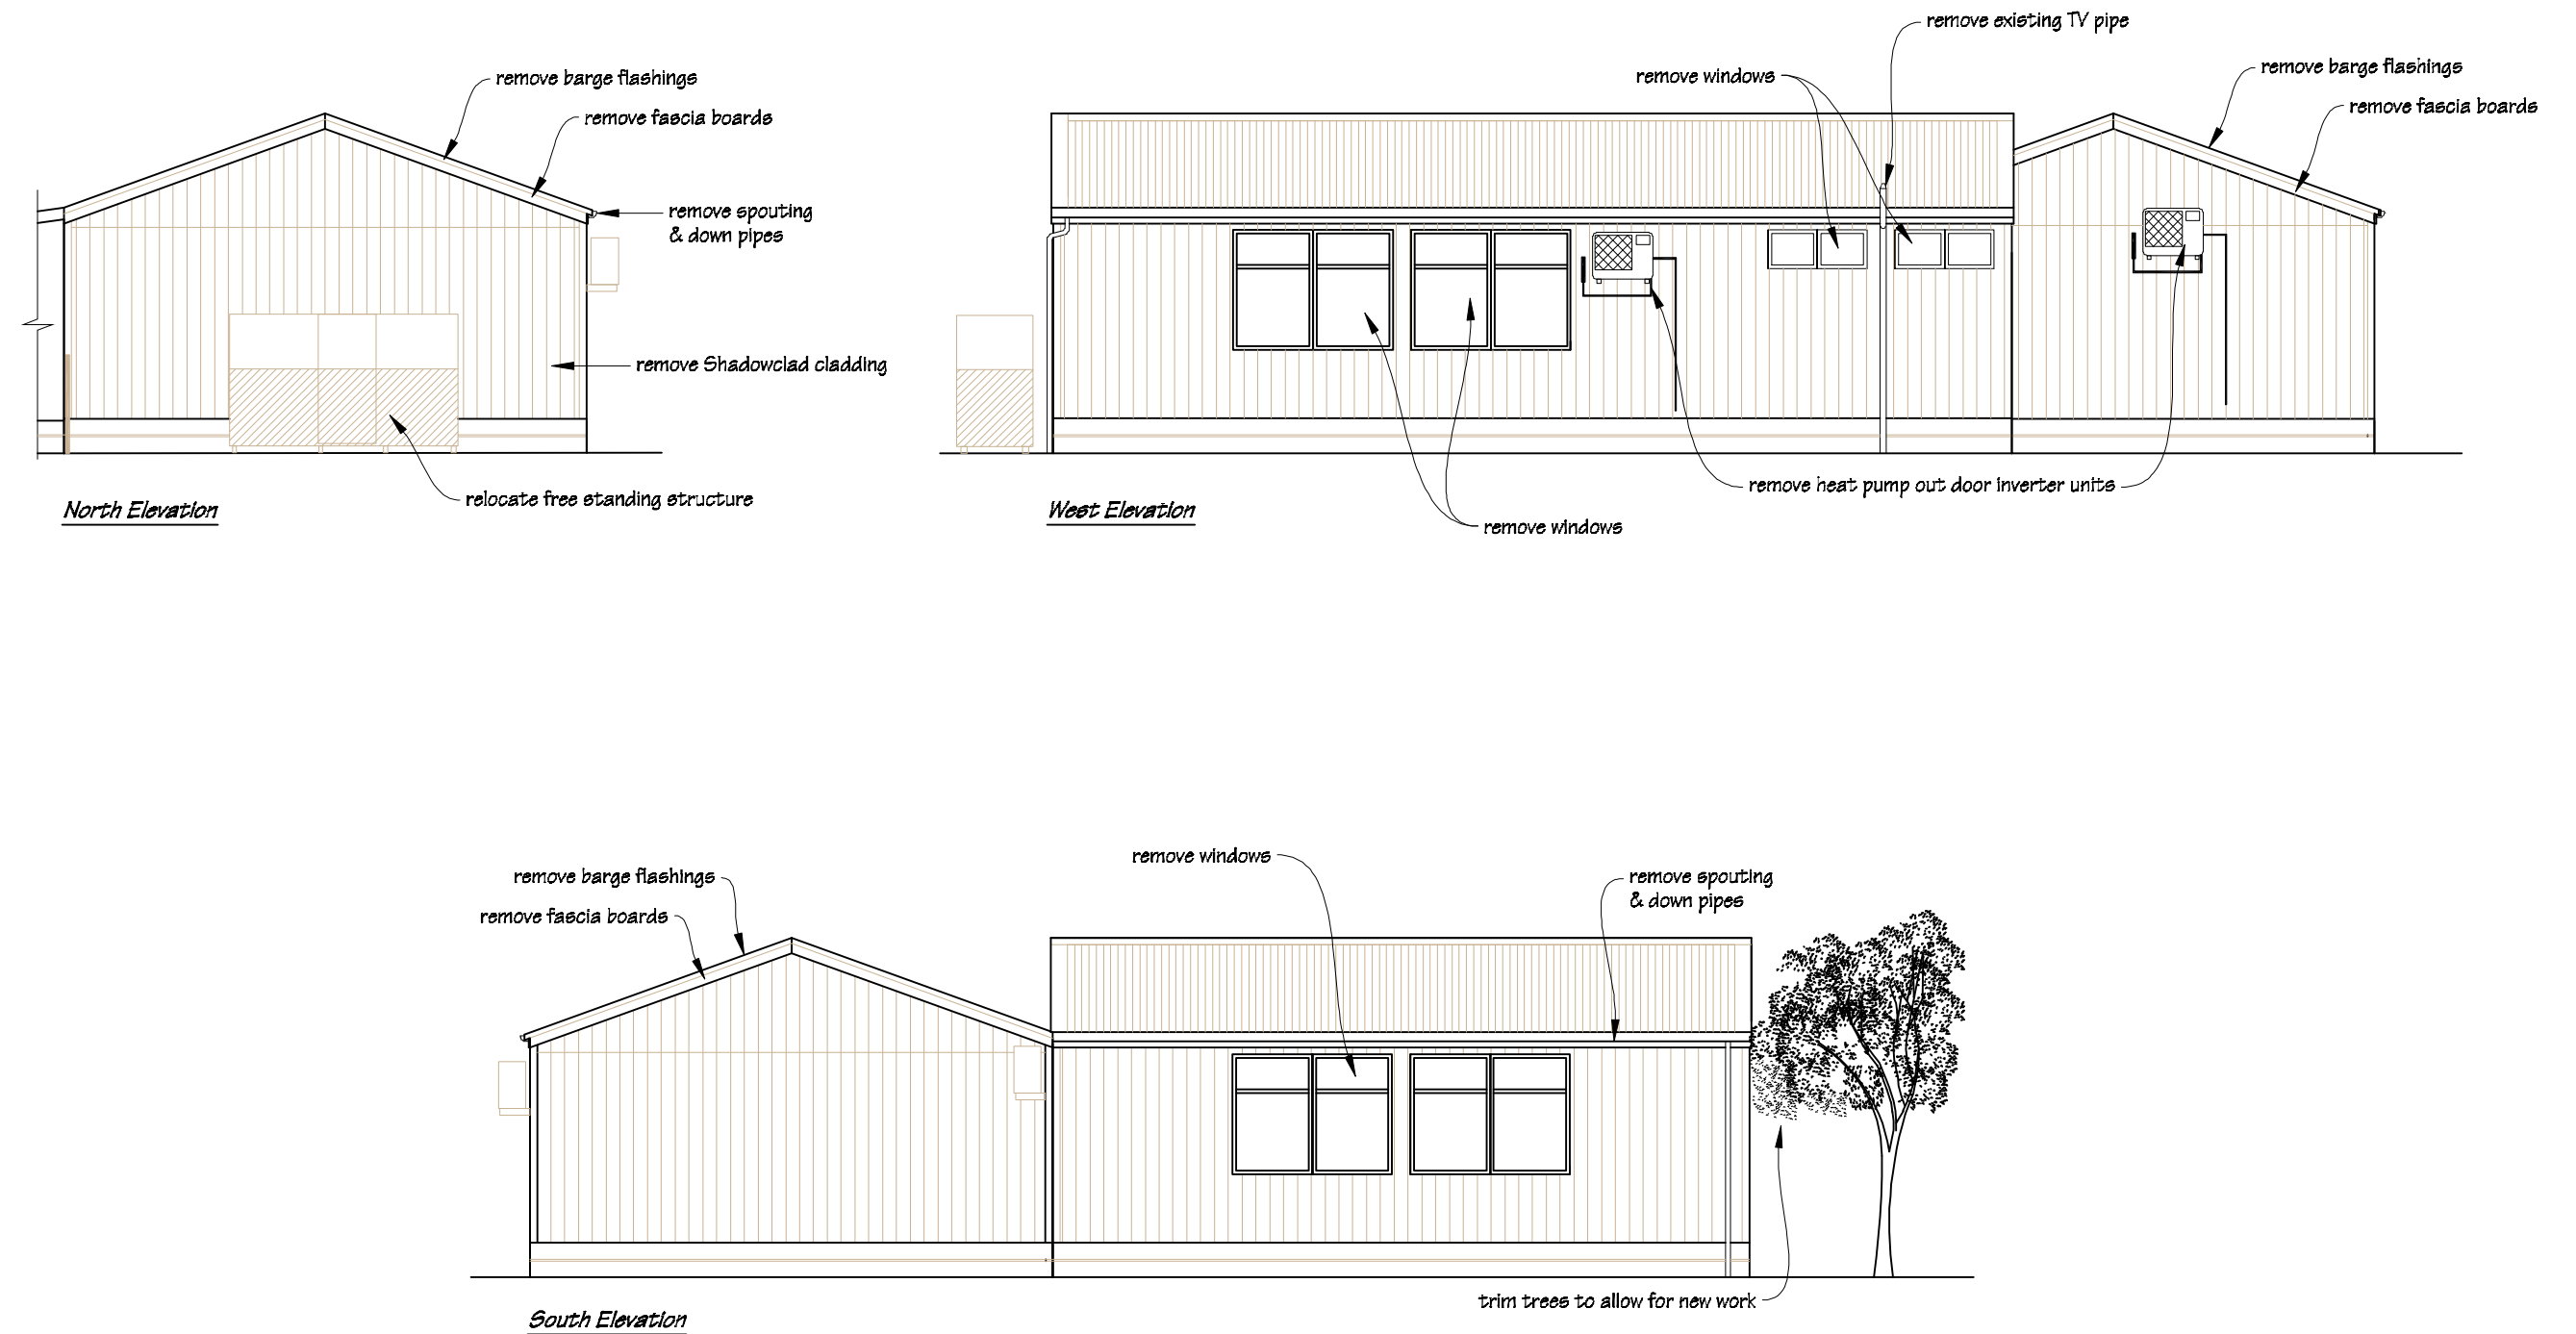 remove barge flashings
remove fascia boards
remove spouting
& down pipes
remove Shadowclad cladding
relocate free standing structure
North Elevation
remove existing TV pipe
remove windows
remove barge flashings
remove fascia boards
remove heat pump out door inverter units
remove windows
West Elevation
remove windows
remove barge flashings
remove fascia boards
remove spouting
& down pipes
trim trees to allow for new work
South Elevation